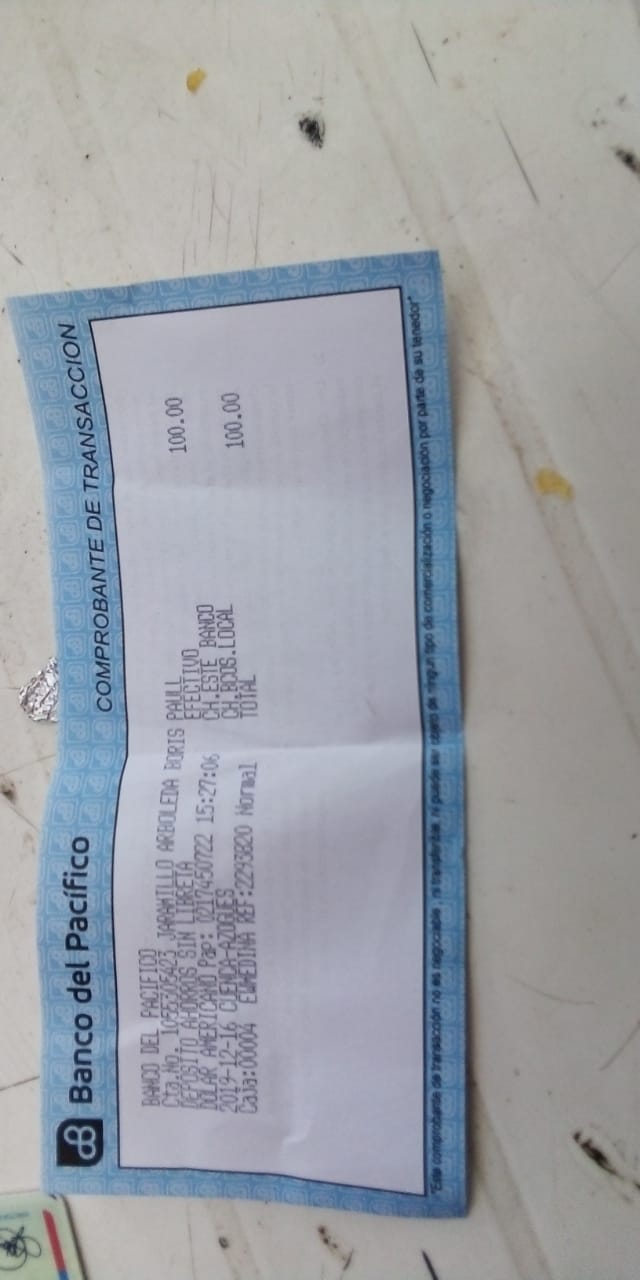 Banco del Pacífico
COMPROBANTE DE TRANSACCION
BANCO DEL PACIFICO
Cta.No. 1055305423 JARAMILLO ARBOLEDA BORIS PAULL
DEPOSITO AHORROS SIN LIBRETA EFECTIVO 100.00
DOLAR AMERICANO Pap: 0217450722 15:27:06 CH.ESTE BANCO
2019-12-16 CUENCA-AZOGUES CH.BCOS.LOCAL
Caja:00004 EWMEDINA REF:2293820 Normal TOTAL 100.00
"Este comprobante de transacción no es negociable, ni transferible, ni puede ser objeto de ningun tipo de comercialización o negociación por parte de su tenedor"